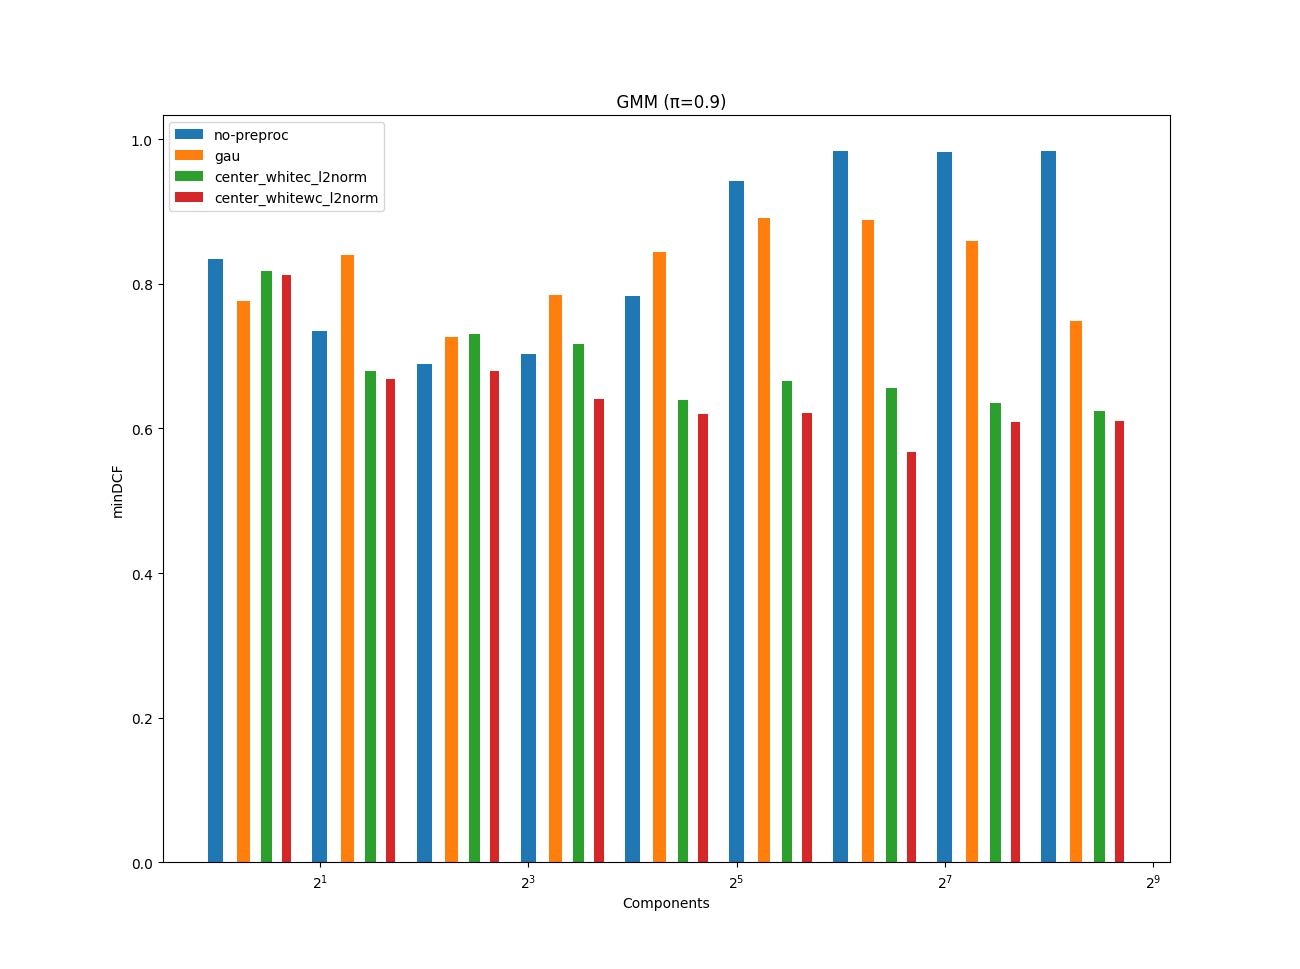 GMM (π=0.9)
no-preproc
gau
center_whitec_l2norm
center_whitewc_l2norm
1.0
0.8
0.6
0.4
0.2
0.0
minDCF
2^1 2^3 2^5 2^7 2^9
Components